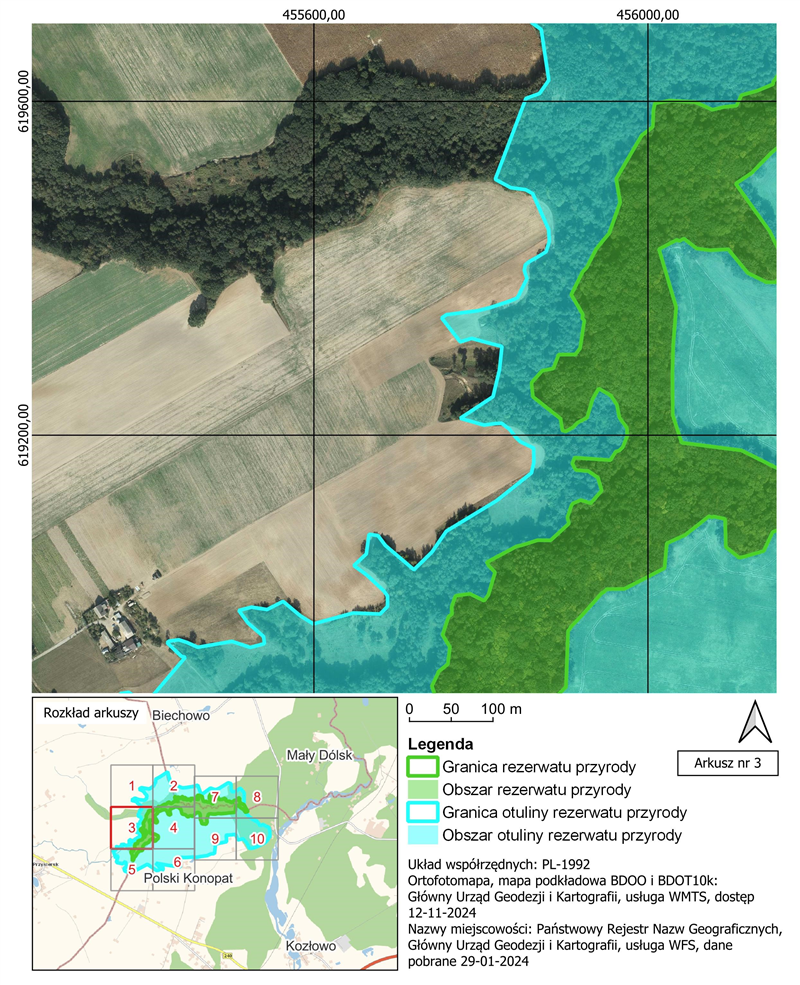 455600,00
456000,00
619600,00
619200,00
Rozkład arkuszy
Biechowo
Mały Dólsk
1
2
7
8
3
4
9
10
5
6
Przysiersk
Polski Konopat
240
Kozłowo
0 50 100 m
Legenda
Granica rezerwatu przyrody
Obszar rezerwatu przyrody
Granica otuliny rezerwatu przyrody
Obszar otuliny rezerwatu przyrody
Arkusz nr 3
Układ współrzędnych: PL-1992
Ortofotomapa, mapa podkładowa BDOO i BDOT10k:
Główny Urząd Geodezji i Kartografii, usługa WMTS, dostęp
12-11-2024
Nazwy miejscowości: Państwowy Rejestr Nazw Geograficznych,
Główny Urząd Geodezji i Kartografii, usługa WFS, dane
pobrane 29-01-2024